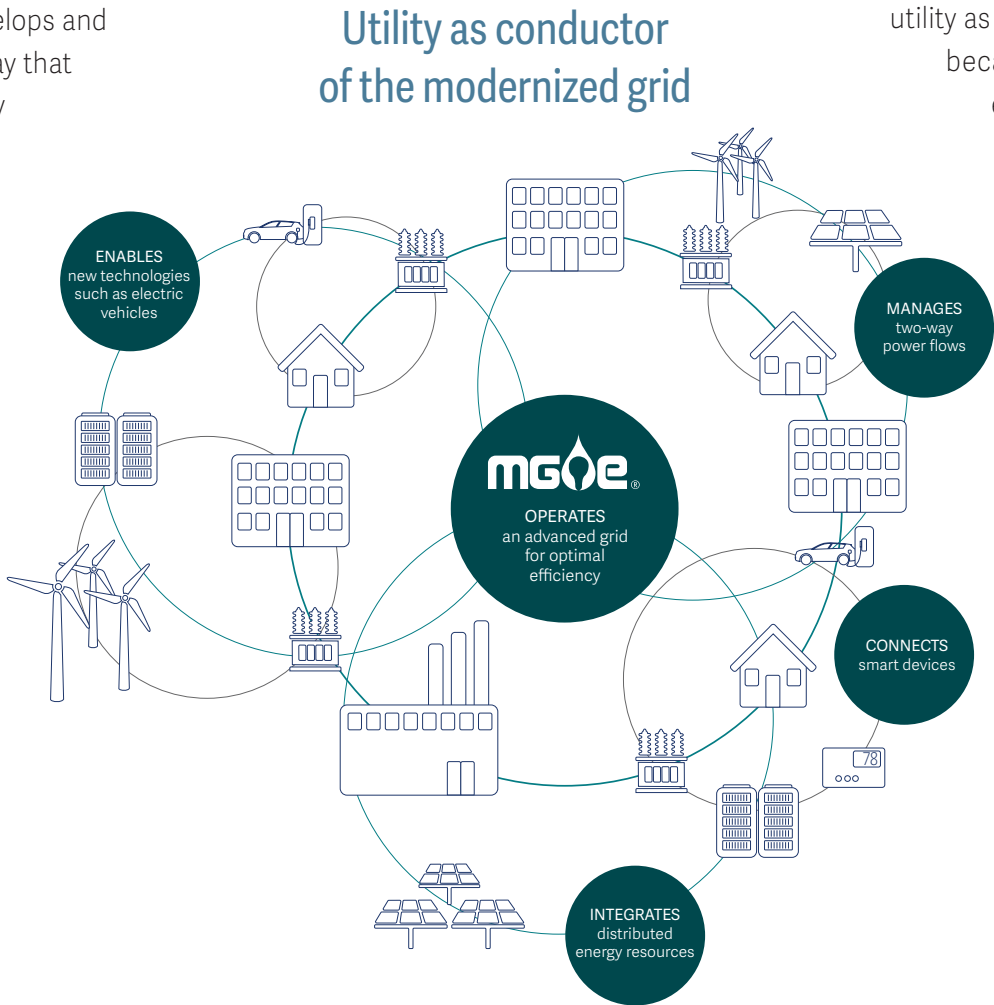 elops and
ay that
Utility as conductor
of the modernized grid
utility as
beca
ENABLES
new technologies
such as electric
vehicles
MANAGES
two-way
power flows
mge®
OPERATES
an advanced grid
for optimal
efficiency
CONNECTS
smart devices
78
INTEGRATES
distributed
energy resources